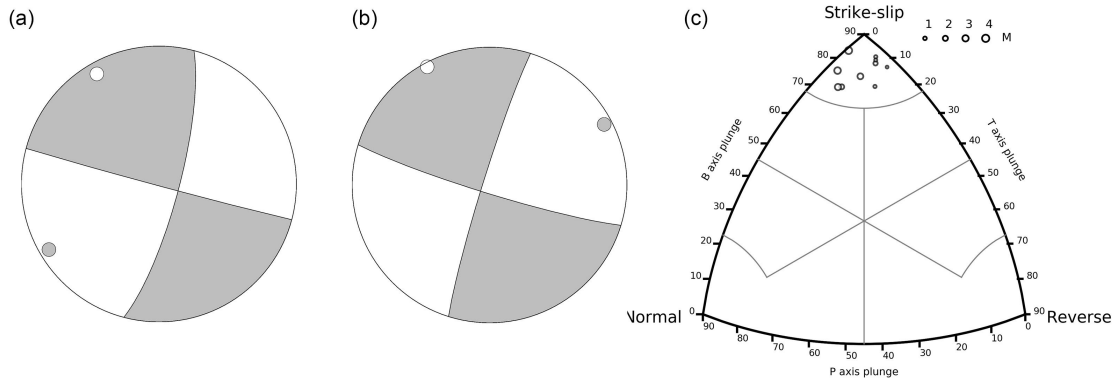 (a)
(b)
(c)
Strike-slip
1 2 3 4
M
90 0
80 10
70 20
60 30
50 40
40 50
30 60
20 70
10 80
0 90
B axis plunge
T axis plunge
Normal
Reverse
90 80 70 60 50 40 30 20 10 0
P axis plunge